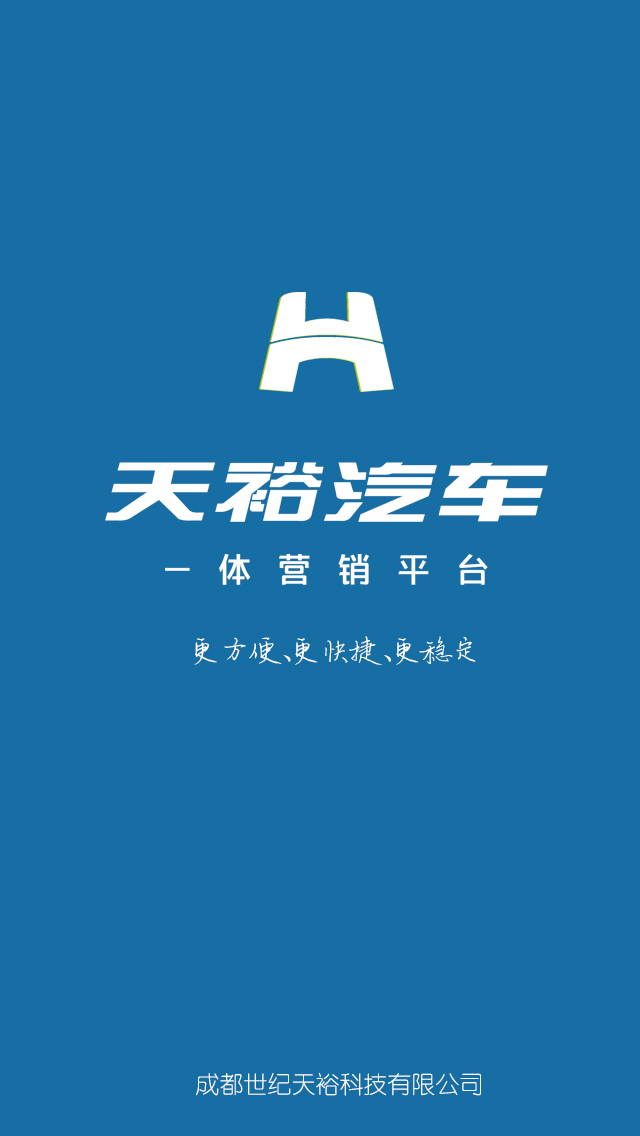 天裕汽车
一体营销平台
更方便、更快捷、更稳定
成都世纪天裕科技有限公司